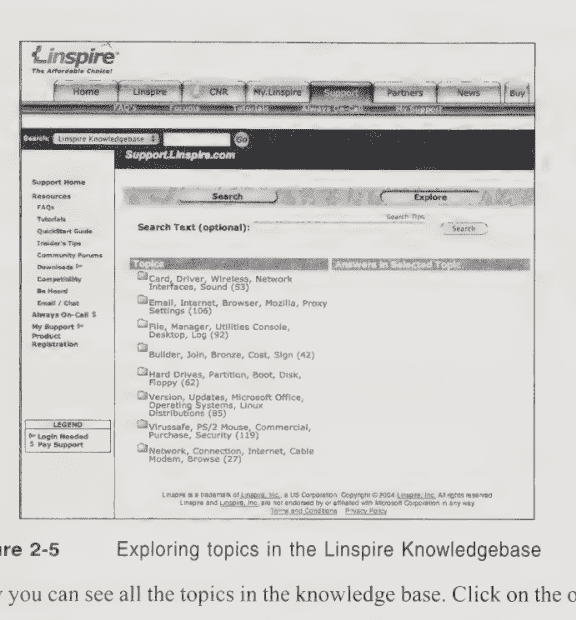 Linspire
The Affordable Choice!
Home Linspire CNR My.Linspire Support Partners News Buy
FAQ's Forums Tutorials Always On-Call My Support
Search: Linspire Knowledgebase Go
Support.Linspire.com
Support Home
Resources
FAQs
Tutorials
QuickStart Guide
Insider's Tips
Community Forums
Downloads
Compatibility
Be Heard
Email / Chat
Always On-Call $
My Support
Product
Registration
LEGEND
Login Needed
$ Pay Support
Search Explore
Search Tips
Search Text (optional): Search
Topics Answers in Selected Topic
Card, Driver, Wireless, Network
Interfaces, Sound (53)
Email, Internet, Browser, Mozilla, Proxy
Settings (106)
File, Manager, Utilities Console,
Desktop, Log (92)
Builder, Join, Bronze, Cost, Sign (42)
Hard Drives, Partition, Boot, Disk,
Floppy (62)
Version, Updates, Microsoft Office,
Operating Systems, Linux
Distributions (85)
Virussafe, PS/2 Mouse, Commercial,
Purchase, Security (119)
Network, Connection, Internet, Cable
Modem, Browse (27)
Linspire is a trademark of Linspire, Inc., a US Corporation. Copyright © 2004 Linspire, Inc. All rights reserved
Linspire and Linspire, Inc. are not endorsed by or affiliated with Microsoft Corporation in any way
Terms and Conditions Privacy Policy
re 2-5 Exploring topics in the Linspire Knowledgebase
you can see all the topics in the knowledge base. Click on the o